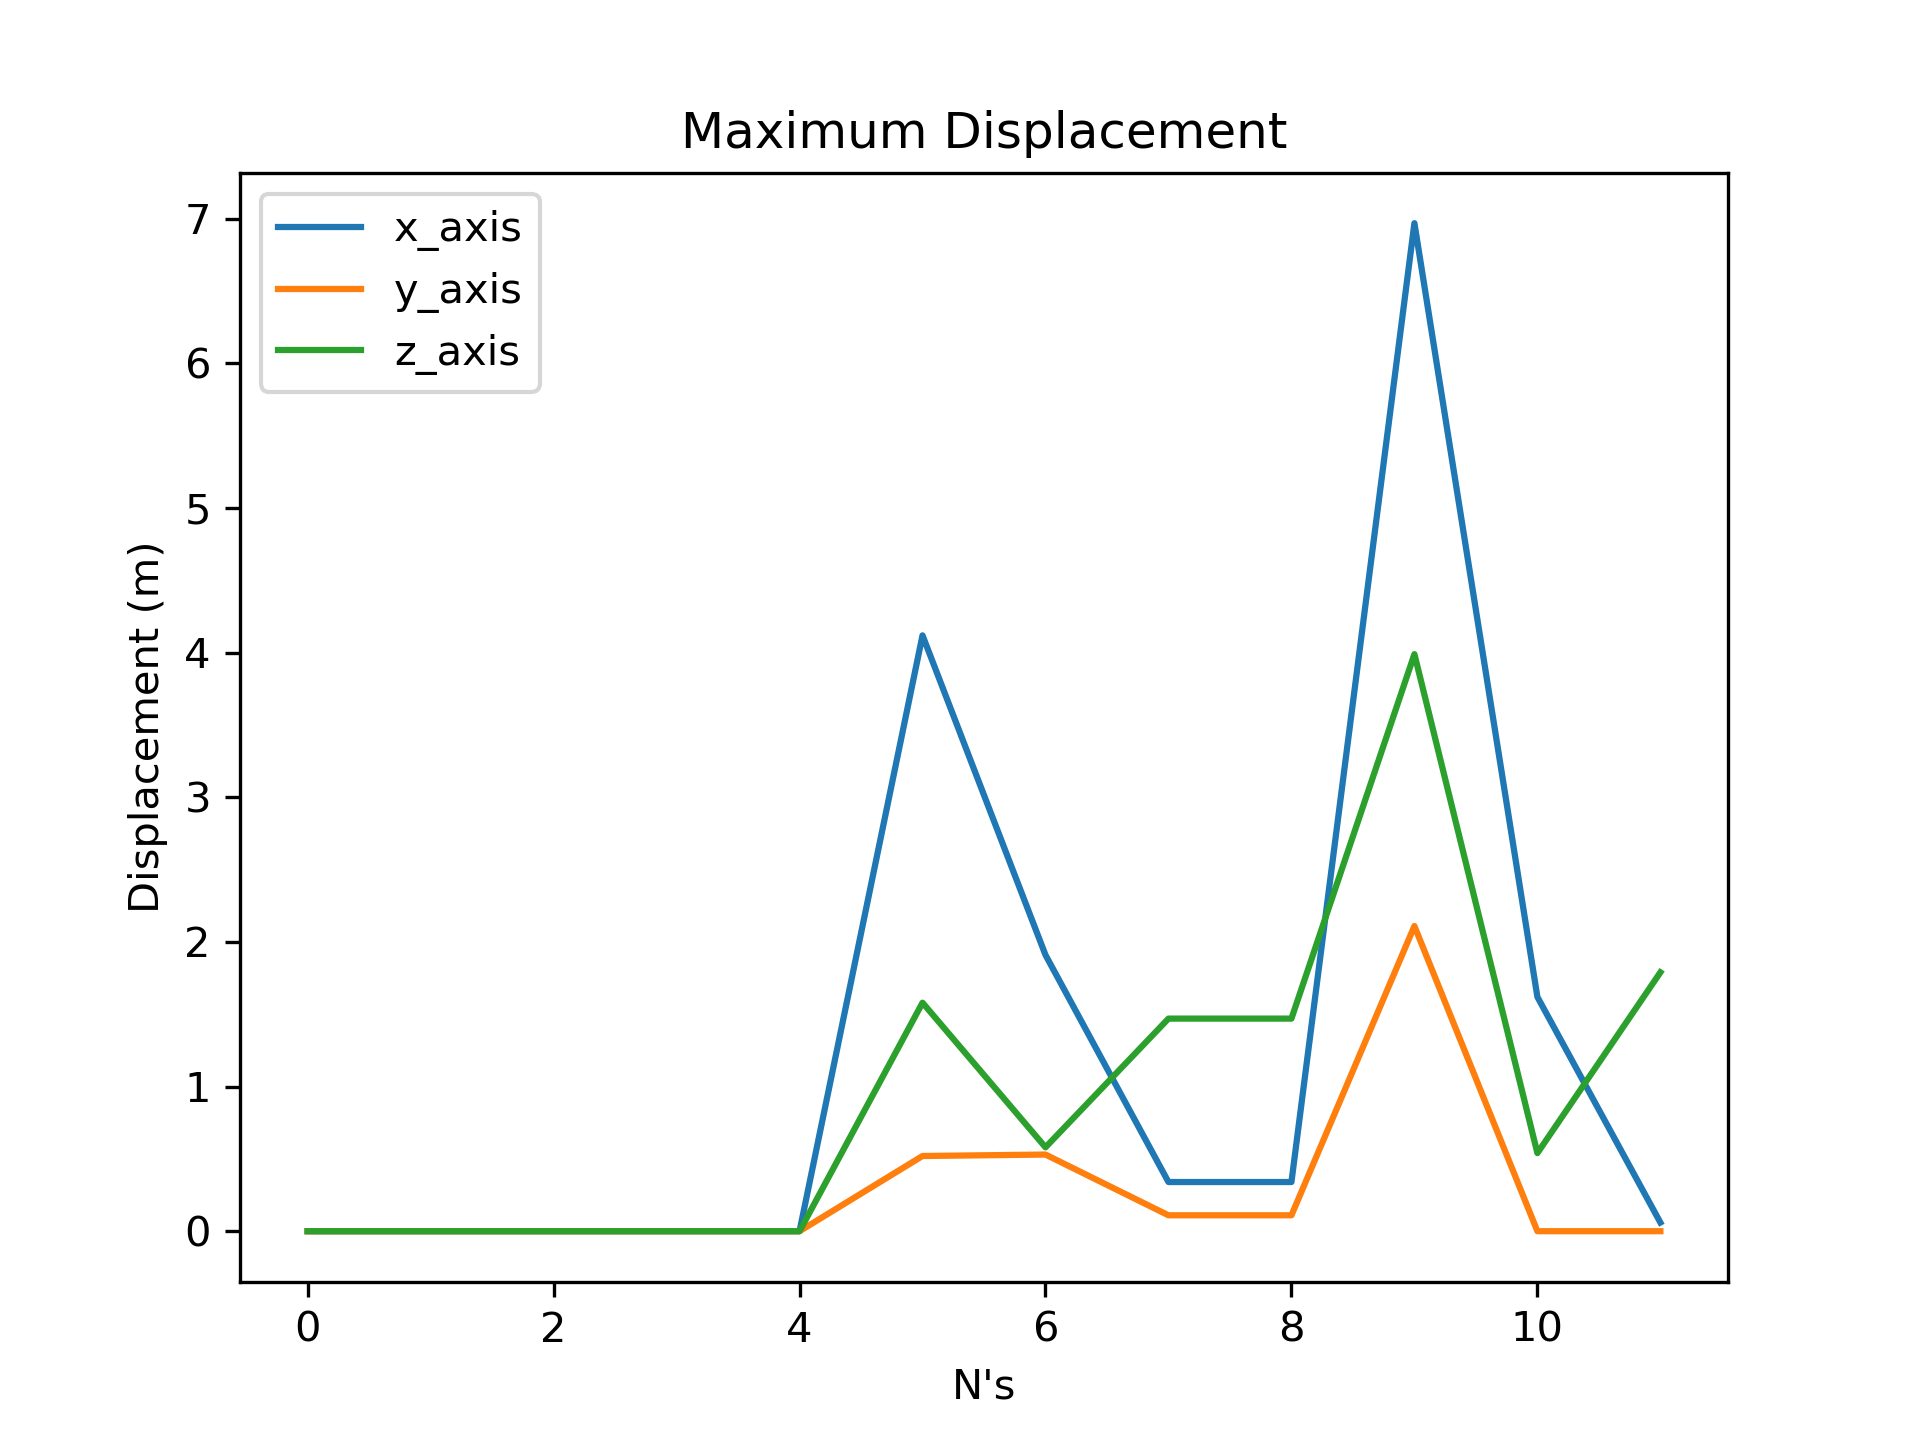 Maximum Displacement
x_axis
y_axis
z_axis
7
6
5
4
3
2
1
0
Displacement (m)
0 2 4 6 8 10
N's